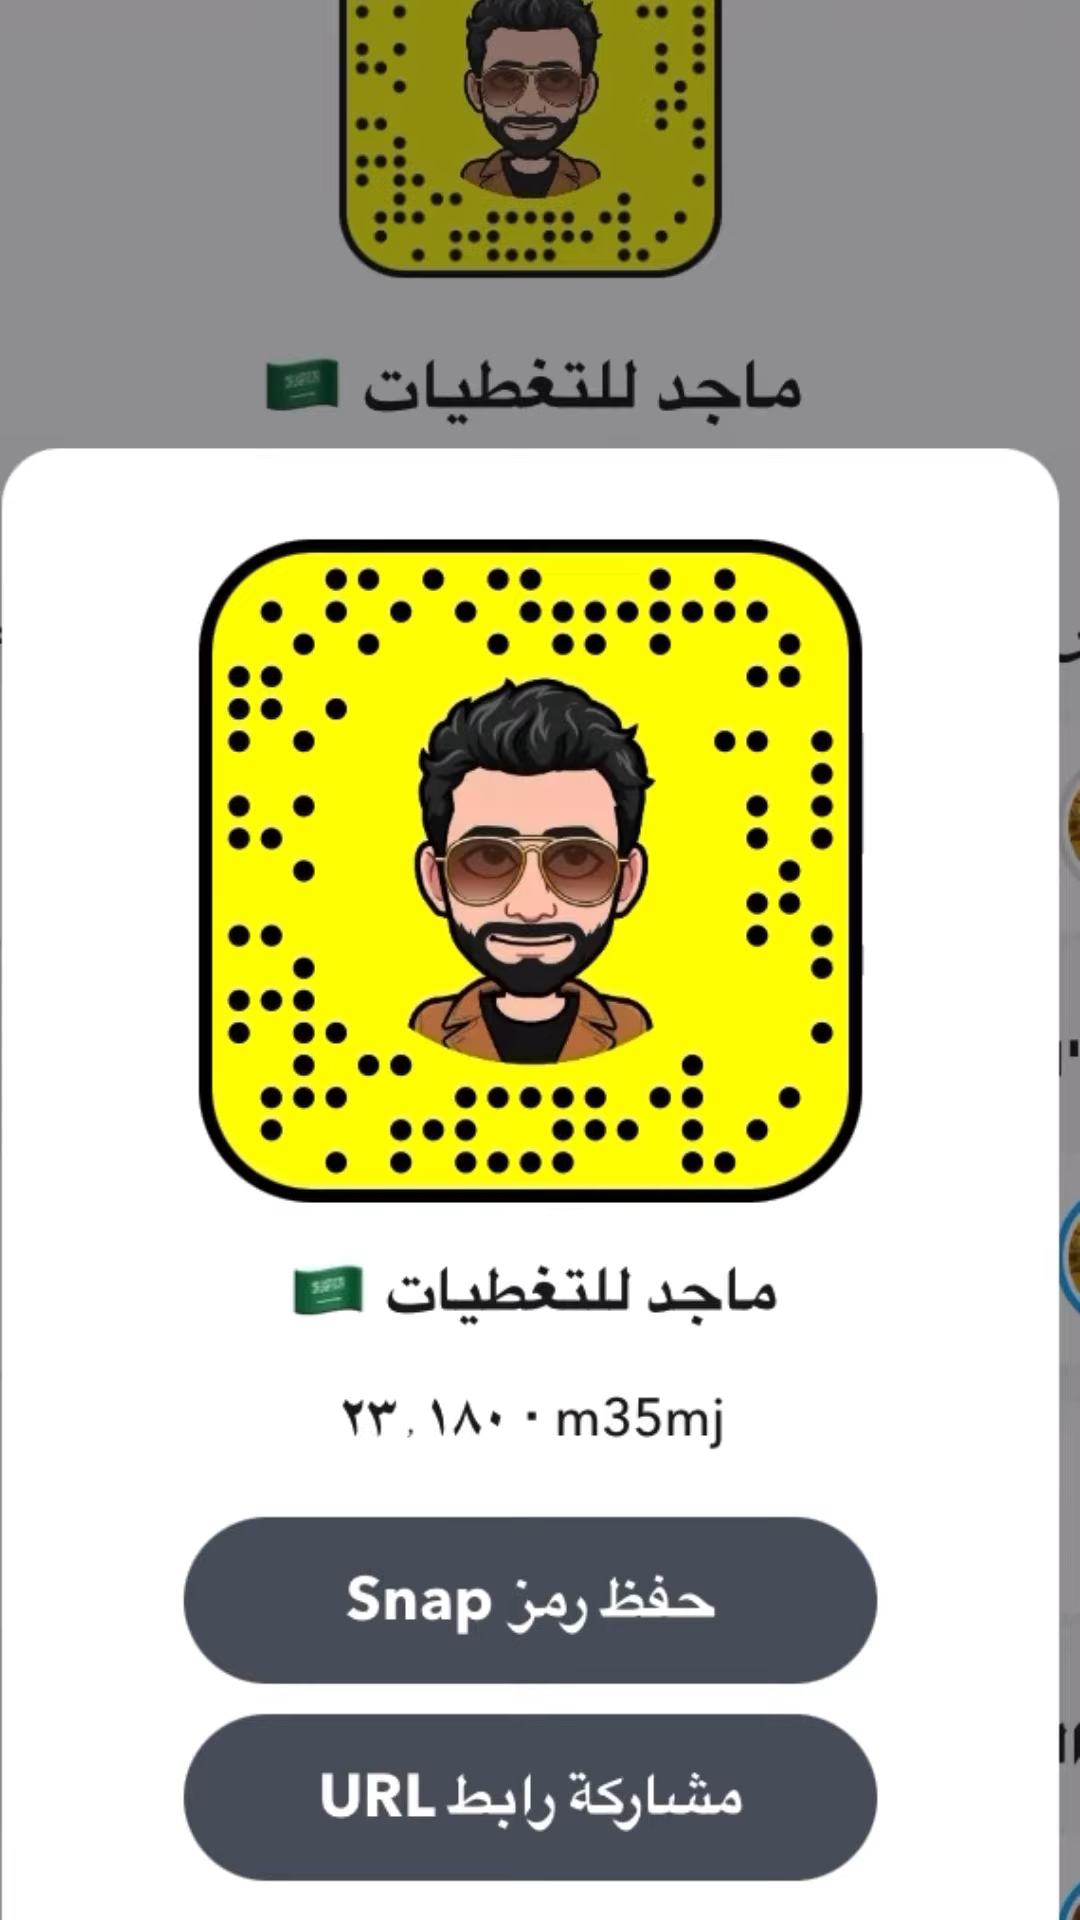 ماجد للتغطيات 🇸🇦
ماجد للتغطيات 🇸🇦
m35mj · ٢٣,١٨٠
حفظ رمز Snap
مشاركة رابط URL